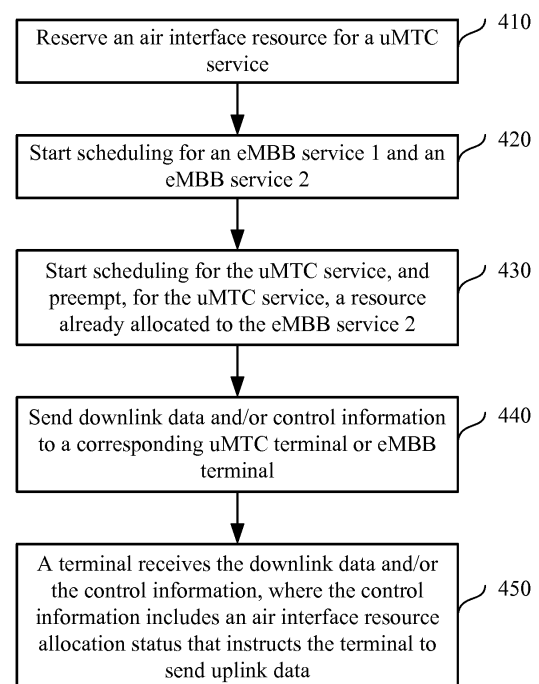 410
Reserve an air interface resource for a uMTC
service
420
Start scheduling for an eMBB service 1 and an
eMBB service 2
430
Start scheduling for the uMTC service, and
preempt, for the uMTC service, a resource
already allocated to the eMBB service 2
440
Send downlink data and/or control information
to a corresponding uMTC terminal or eMBB
terminal
450
A terminal receives the downlink data and/or
the control information, where the control
information includes an air interface resource
allocation status that instructs the terminal to
send uplink data